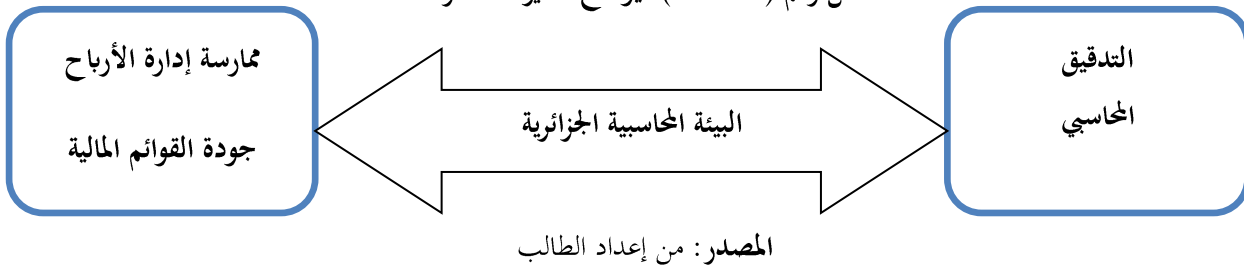 التدقيق
المحاسبي
البيئة المحاسبية الجزائرية
ممارسة إدارة الأرباح
جودة القوائم المالية
المصدر: من إعداد الطالب